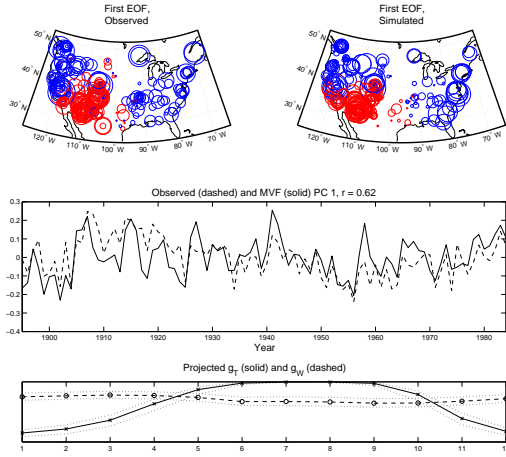 First EOF,
Observed
First EOF,
Simulated
50° N
40° N
30° N
120° W
110° W
100° W
90° W
80° W
70° W
50° N
40° N
30° N
120° W
110° W
100° W
90° W
80° W
70° W
Observed (dashed) and MVF (solid) PC 1, r = 0.62
0.3
0.2
0.1
0
−0.1
−0.2
−0.3
−0.4
1900 1910 1920 1930 1940 1950 1960 1970 1980
Year
Projected g_T (solid) and g_W (dashed)
1 2 3 4 5 6 7 8 9 10 11 12